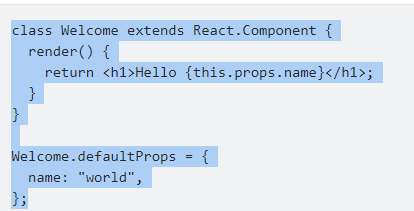 class Welcome extends React.Component {
  render() {
    return <h1>Hello {this.props.name}</h1>;
  }
}

Welcome.defaultProps = {
  name: "world",
};